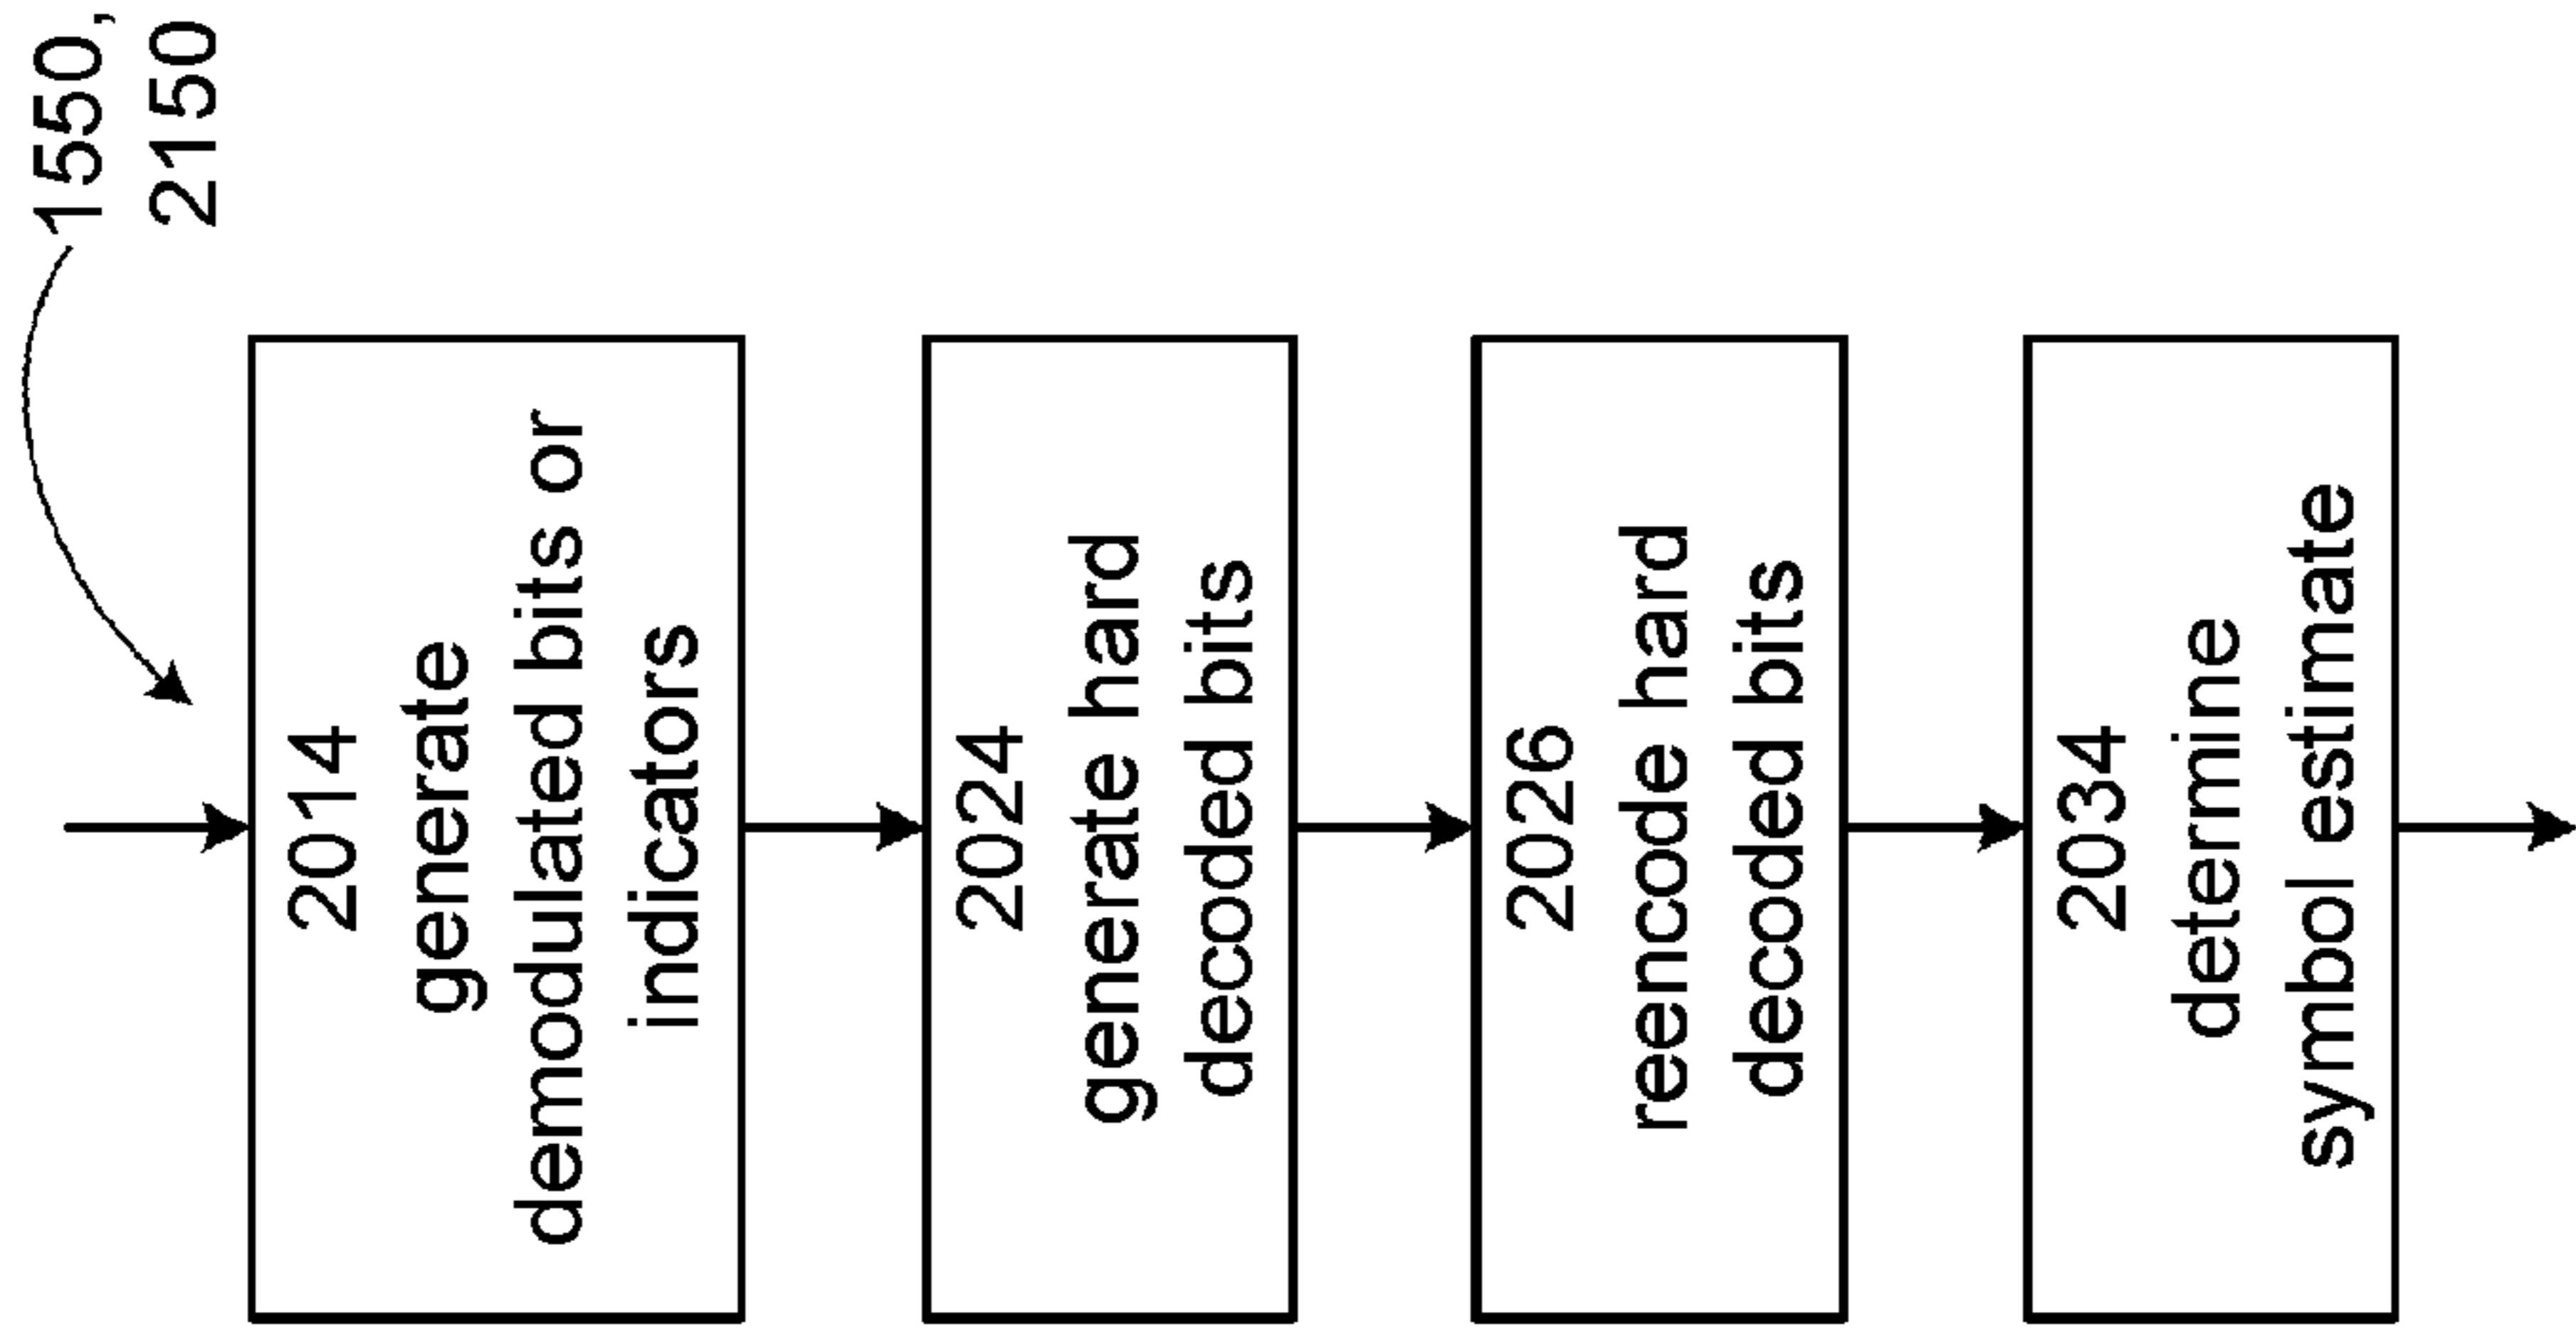 1550,
2150
2014
generate
demodulated bits or
indicators
2024
generate hard
decoded bits
2026
reencode hard
decoded bits
2034
determine
symbol estimate